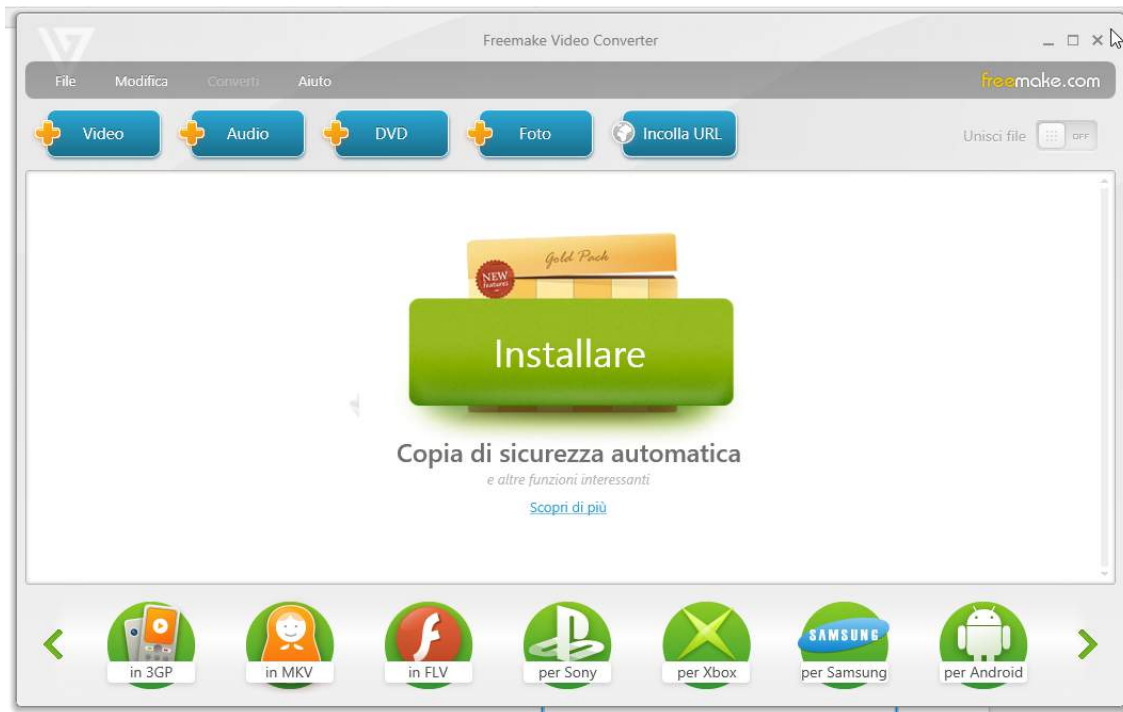 Freemake Video Converter
File Modifica Converti Aiuto
freemake.com
Video Audio DVD Foto Incolla URL
Unisci file OFF
Gold Pack
NEW
features
Installare
Copia di sicurezza automatica
e altre funzioni interessanti
Scopri di più
SAMSUNG
in 3GP in MKV in FLV per Sony per Xbox per Samsung per Android